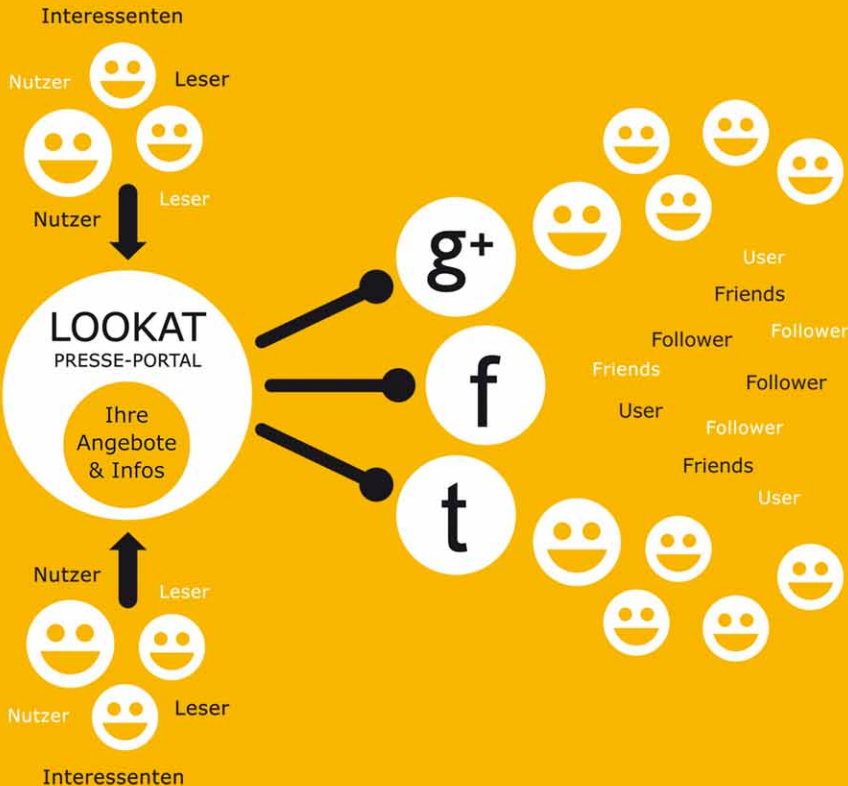 Interessenten
Nutzer
Leser
Leser
Nutzer
LOOKAT
PRESSE-PORTAL
Ihre
Angebote
& Infos
Nutzer
Leser
Nutzer
Leser
Interessenten
g+
f
t
User
Friends
Follower
Follower
Friends
Follower
User
Follower
Friends
User